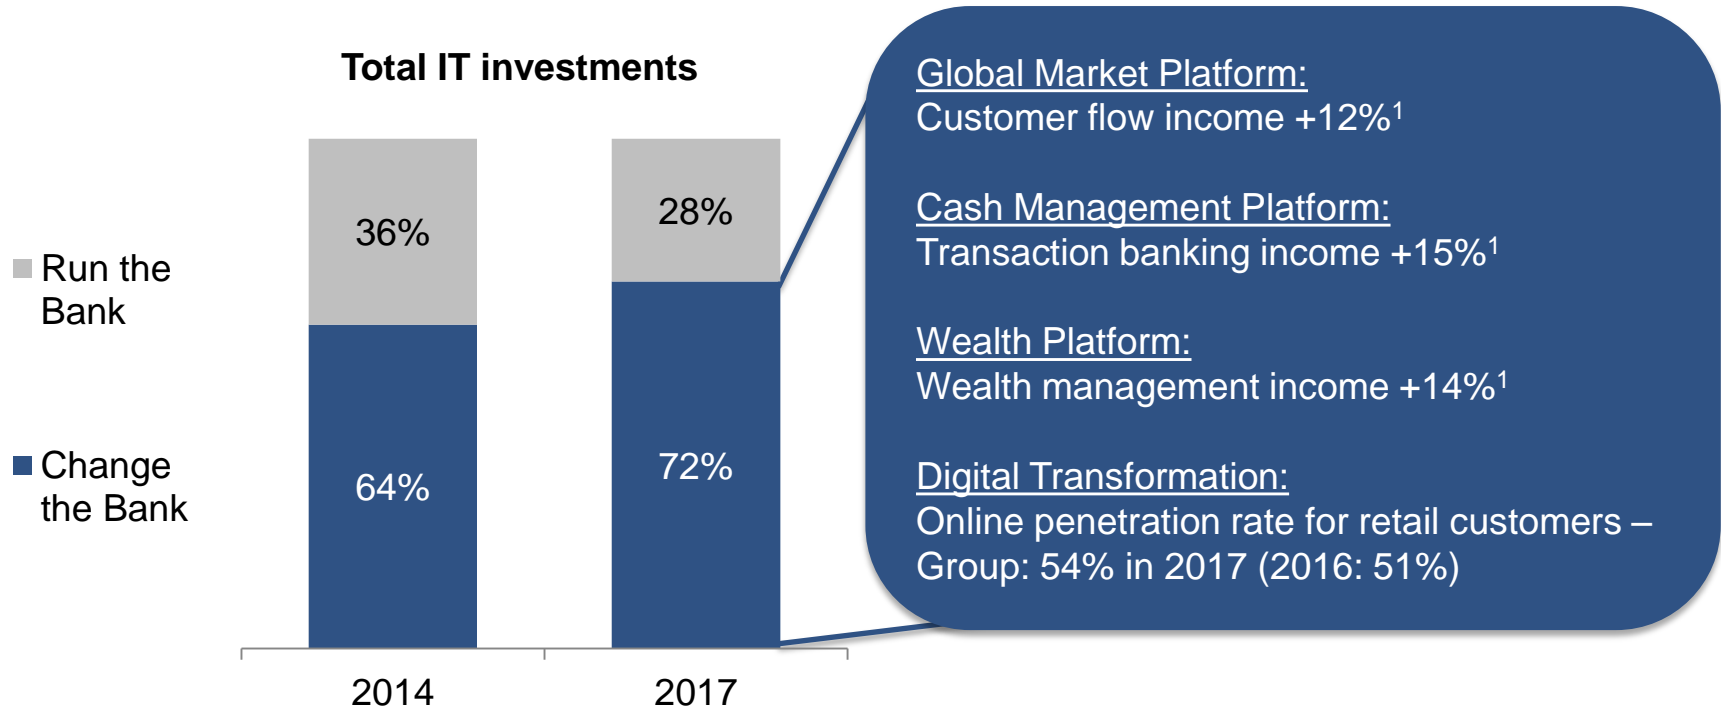 Total IT investments
36%
28%
Run the
Bank
Change
the Bank
64%
72%
2014
2017
Global Market Platform:
Customer flow income +12%¹
Cash Management Platform:
Transaction banking income +15%¹
Wealth Platform:
Wealth management income +14%¹
Digital Transformation:
Online penetration rate for retail customers –
Group: 54% in 2017 (2016: 51%)